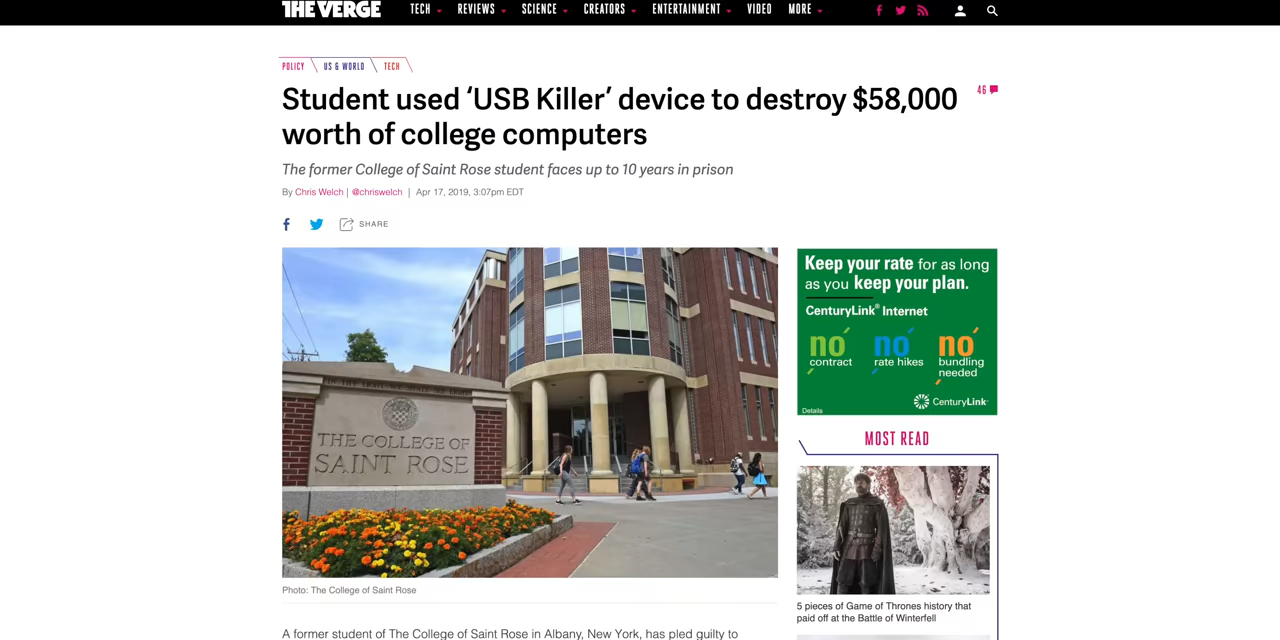 THE VERGE
TECH
REVIEWS
SCIENCE
CREATORS
ENTERTAINMENT
VIDEO
MORE
POLICY
US & WORLD
TECH
Student used ‘USB Killer’ device to destroy $58,000
worth of college computers
46
The former College of Saint Rose student faces up to 10 years in prison
By Chris Welch | @chriswelch | Apr 17, 2019, 3:07pm EDT
SHARE
THE COLLEGE OF
SAINT ROSE
Photo: The College of Saint Rose
A former student of The College of Saint Rose in Albany, New York, has pled guilty to
Keep your rate for as long
as you keep your plan.
CenturyLink® Internet
no
contract
no
rate hikes
no
bundling
needed
CenturyLink
Details
MOST READ
5 pieces of Game of Thrones history that
paid off at the Battle of Winterfell